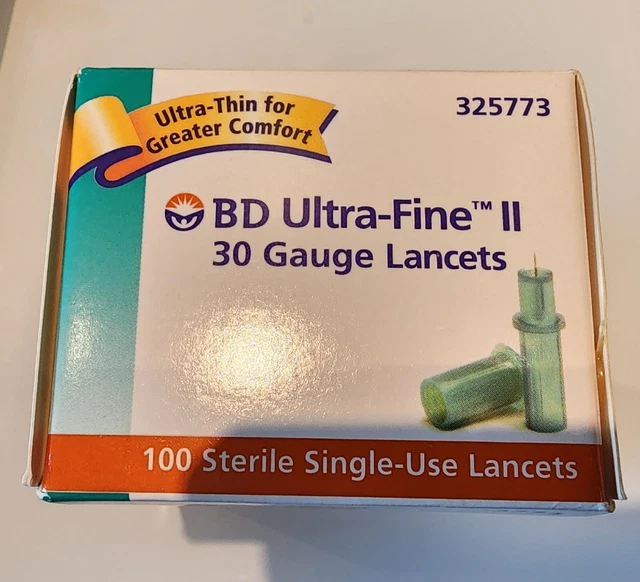 Ultra-Thin for
Greater Comfort
325773
BD Ultra-Fine™ II
30 Gauge Lancets
100 Sterile Single-Use Lancets